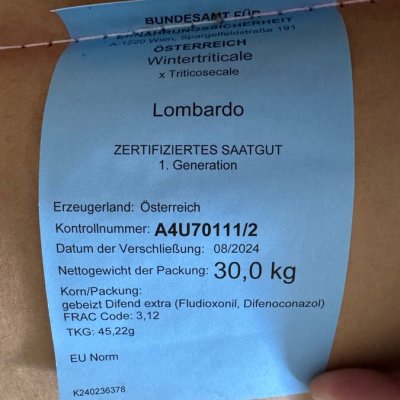 BUNDESAMT FÜR
ERNÄHRUNGSSICHERHEIT
A-1220 Wien, Spargelfeldstraße 191
ÖSTERREICH
Wintertriticale
x Triticosecale
Lombardo
ZERTIFIZIERTES SAATGUT
1. Generation
Erzeugerland: Österreich
Kontrollnummer: A4U70111/2
Datum der Verschließung: 08/2024
Nettogewicht der Packung: 30,0 kg
Korn/Packung:
gebeizt Difend extra (Fludioxonil, Difenoconazol)
FRAC Code: 3,12
TKG: 45,22g
EU Norm
K240236378